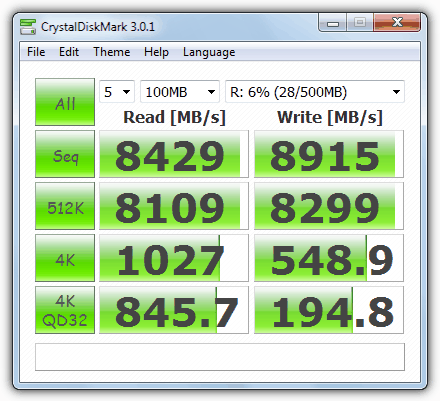 CrystalDiskMark 3.0.1
File Edit Theme Help Language
All 5 100MB R: 6% (28/500MB)
Read [MB/s] Write [MB/s]
Seq 8429 8915
512K 8109 8299
4K 1027 548.9
4K QD32 845.7 194.8